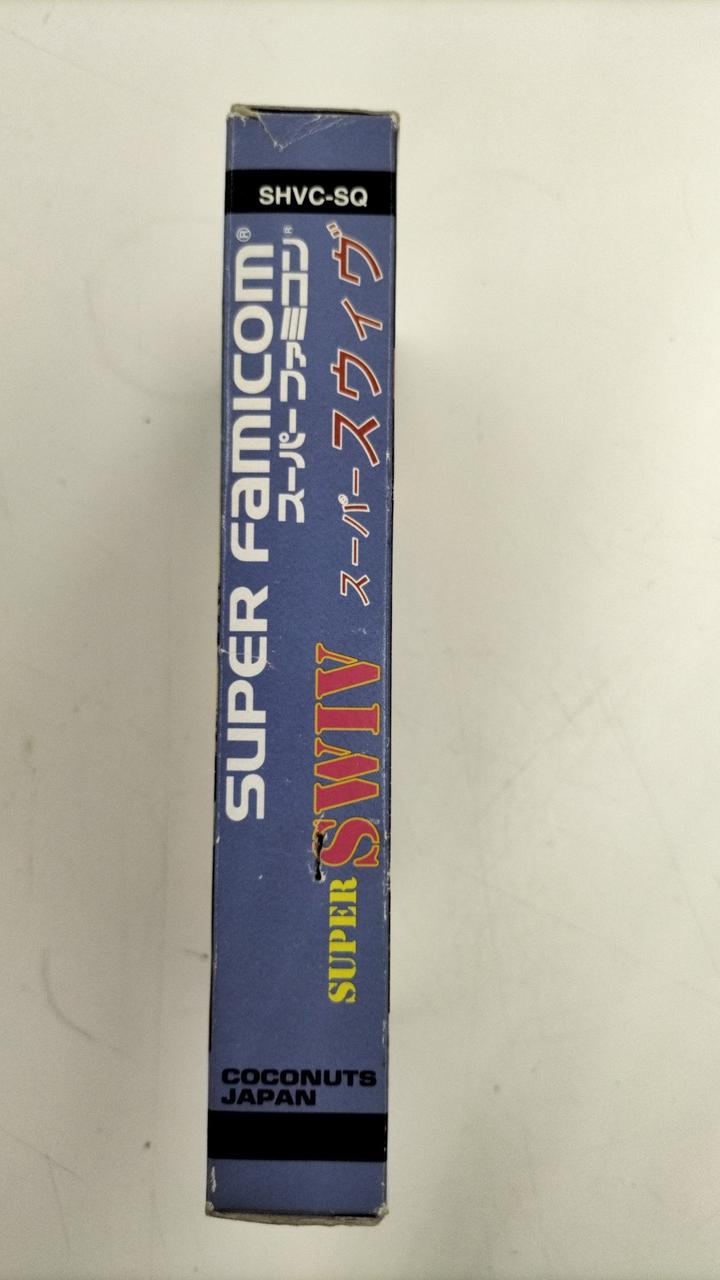 SHVC-SQ
SUPER Famicom®
スーパーファミコン®
スーパースウィヴ
SUPER SWIV
COCONUTS
JAPAN